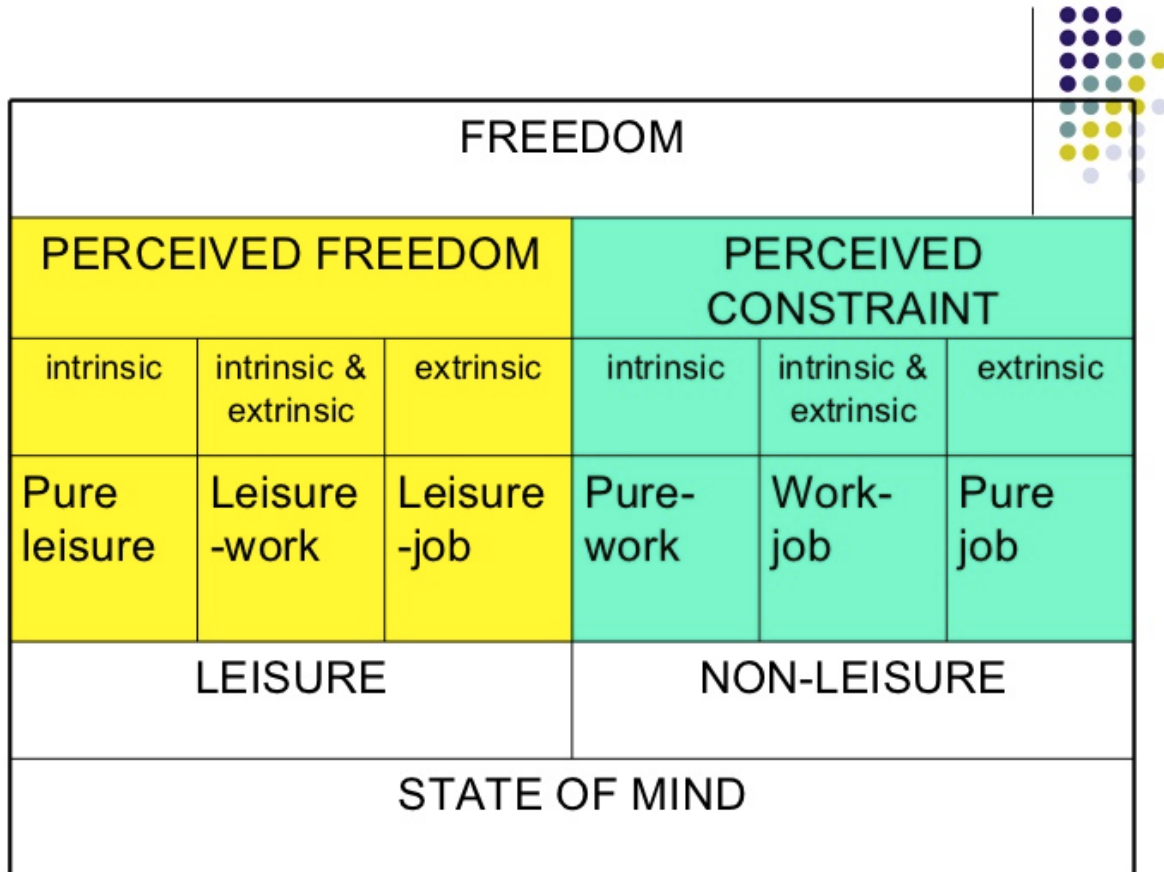 FREEDOM
PERCEIVED FREEDOM
PERCEIVED
CONSTRAINT
intrinsic
intrinsic &
extrinsic
extrinsic
intrinsic
intrinsic &
extrinsic
extrinsic
Pure
leisure
Leisure
-work
Leisure
-job
Pure-
work
Work-
job
Pure
job
LEISURE
NON-LEISURE
STATE OF MIND